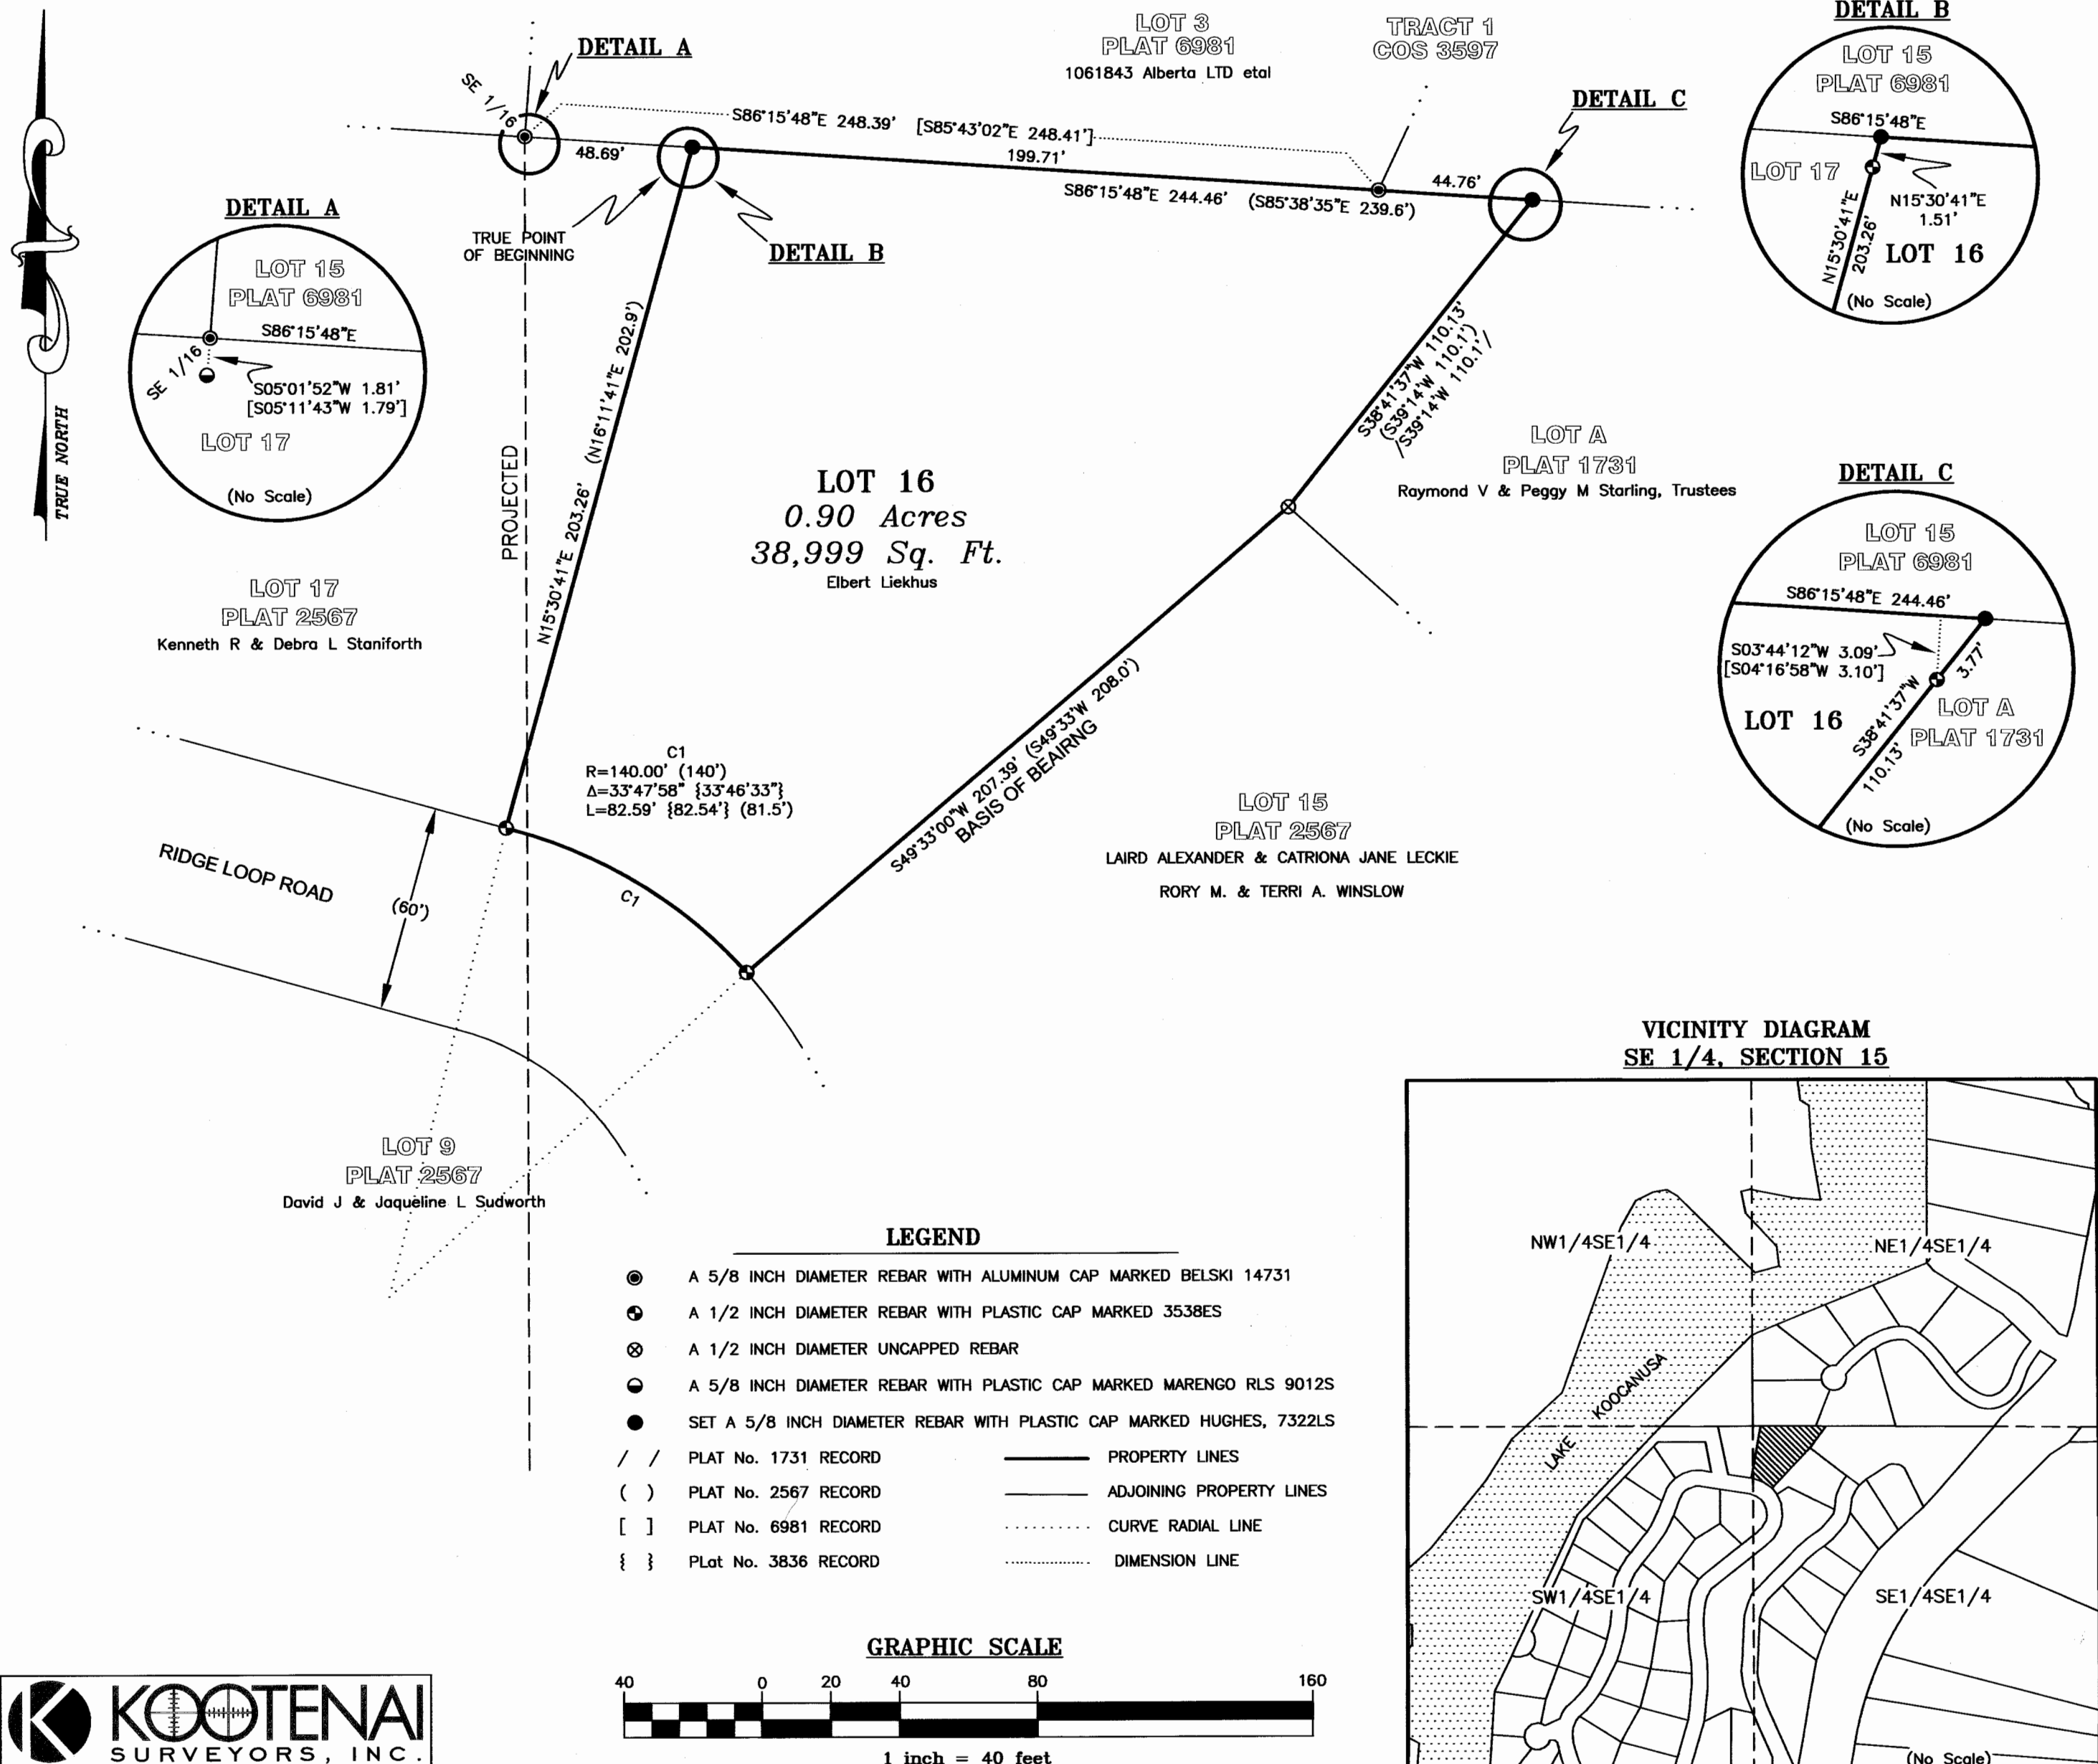 TRUE NORTH
DETAIL A
SE 1/16
LOT 3
PLAT 6981
1061843 Alberta LTD etal
TRACT 1
COS 3597
DETAIL C
S86°15'48"E 248.39' [S85°43'02"E 248.41']
48.69'
199.71'
44.76'
S86°15'48"E 244.46' (S85°38'35"E 239.6')
TRUE POINT
OF BEGINNING
DETAIL B
DETAIL A
LOT 15
PLAT 6981
S86°15'48"E
SE 1/16
S05°01'52"W 1.81'
[S05°11'43"W 1.79']
LOT 17
(No Scale)
DETAIL B
LOT 15
PLAT 6981
S86°15'48"E
LOT 17
N15°30'41"E
1.51'
N15°30'41"E
203.26'
LOT 16
(No Scale)
PROJECTED
N15°30'41"E 203.26' (N16°11'41"E 202.9')
LOT 16
0.90 Acres
38,999 Sq. Ft.
Elbert Liekhus
S38°41'37"W 110.13'
(S39°14'W 110.1')
/S39°14'W 110.1'/
LOT A
PLAT 1731
Raymond V & Peggy M Starling, Trustees
DETAIL C
LOT 15
PLAT 6981
S86°15'48"E 244.46'
S03°44'12"W 3.09'
[S04°16'58"W 3.10']
3.77'
S38°41'37"W
110.13'
LOT 16
LOT A
PLAT 1731
(No Scale)
LOT 17
PLAT 2567
Kenneth R & Debra L Staniforth
C1
R=140.00' (140')
Δ=33°47'58" {33°46'33"}
L=82.59' {82.54'} (81.5')
S49°33'00"W 207.39' (S49°33'W 208.0')
BASIS OF BEAIRNG
LOT 15
PLAT 2567
LAIRD ALEXANDER & CATRIONA JANE LECKIE
RORY M. & TERRI A. WINSLOW
RIDGE LOOP ROAD
(60')
C1
LOT 9
PLAT 2567
David J & Jaqueline L Sudworth
LEGEND
A 5/8 INCH DIAMETER REBAR WITH ALUMINUM CAP MARKED BELSKI 14731
A 1/2 INCH DIAMETER REBAR WITH PLASTIC CAP MARKED 3538ES
A 1/2 INCH DIAMETER UNCAPPED REBAR
A 5/8 INCH DIAMETER REBAR WITH PLASTIC CAP MARKED MARENGO RLS 9012S
SET A 5/8 INCH DIAMETER REBAR WITH PLASTIC CAP MARKED HUGHES, 7322LS
/ / PLAT No. 1731 RECORD
( ) PLAT No. 2567 RECORD
[ ] PLAT No. 6981 RECORD
{ } PLat No. 3836 RECORD
PROPERTY LINES
ADJOINING PROPERTY LINES
CURVE RADIAL LINE
DIMENSION LINE
GRAPHIC SCALE
40 0 20 40 80 160
1 inch = 40 feet
KOOTENAI
SURVEYORS, INC.
VICINITY DIAGRAM
SE 1/4, SECTION 15
NW1/4SE1/4
NE1/4SE1/4
LAKE KOOCANUSA
SW1/4SE1/4
SE1/4SE1/4
(No Scale)